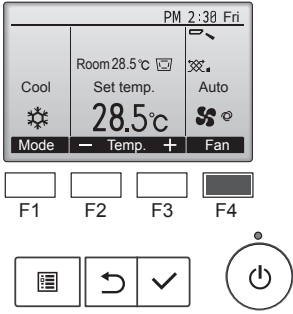 PM 2:30 Fri
Room 28.5℃
Cool Set temp. Auto
28.5℃
Mode − Temp. + Fan
F1 F2 F3 F4